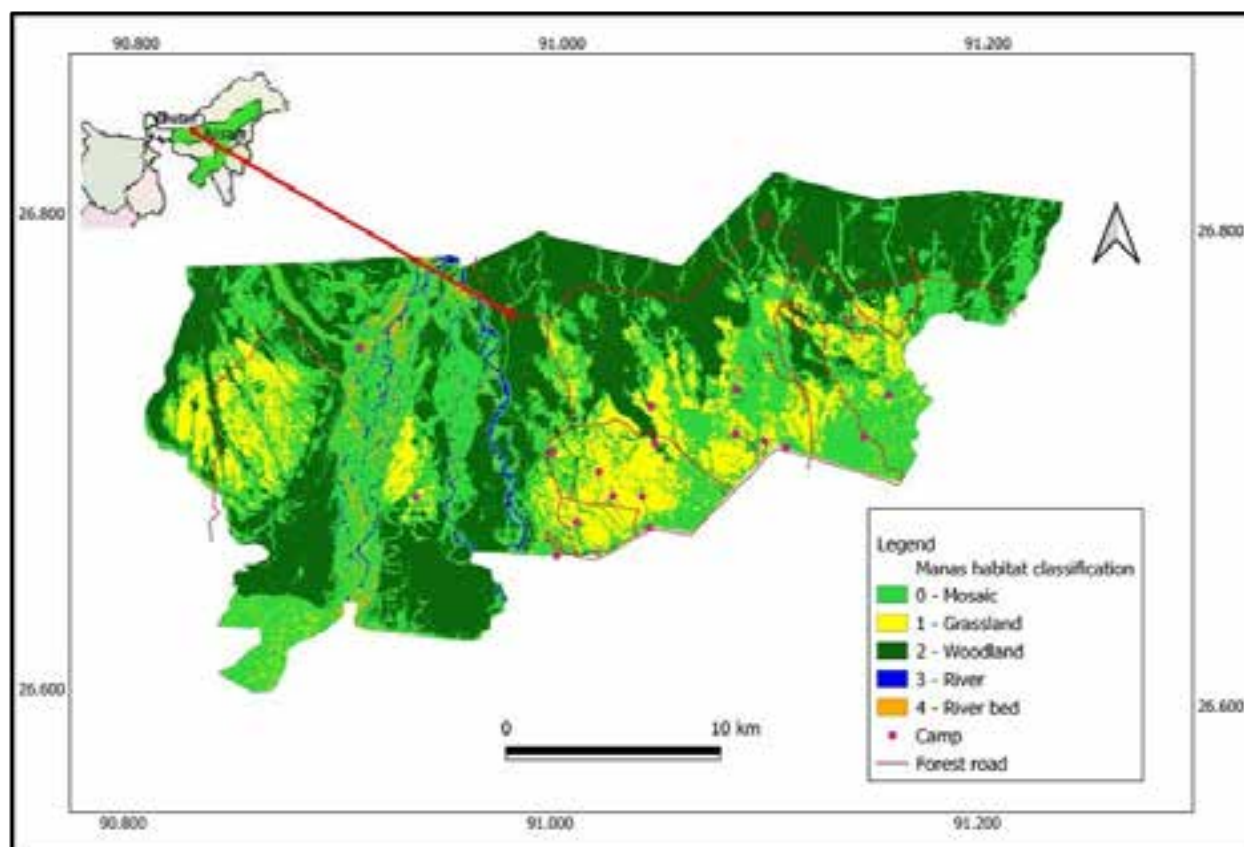 90.800 91.000 91.200
Bhutan
26.800 26.800
Legend
Manas habitat classification
0 - Mosaic
1 - Grassland
2 - Woodland
3 - River
4 - River bed
Camp
Forest road
26.600 26.600
0 10 km
90.800 91.000 91.200